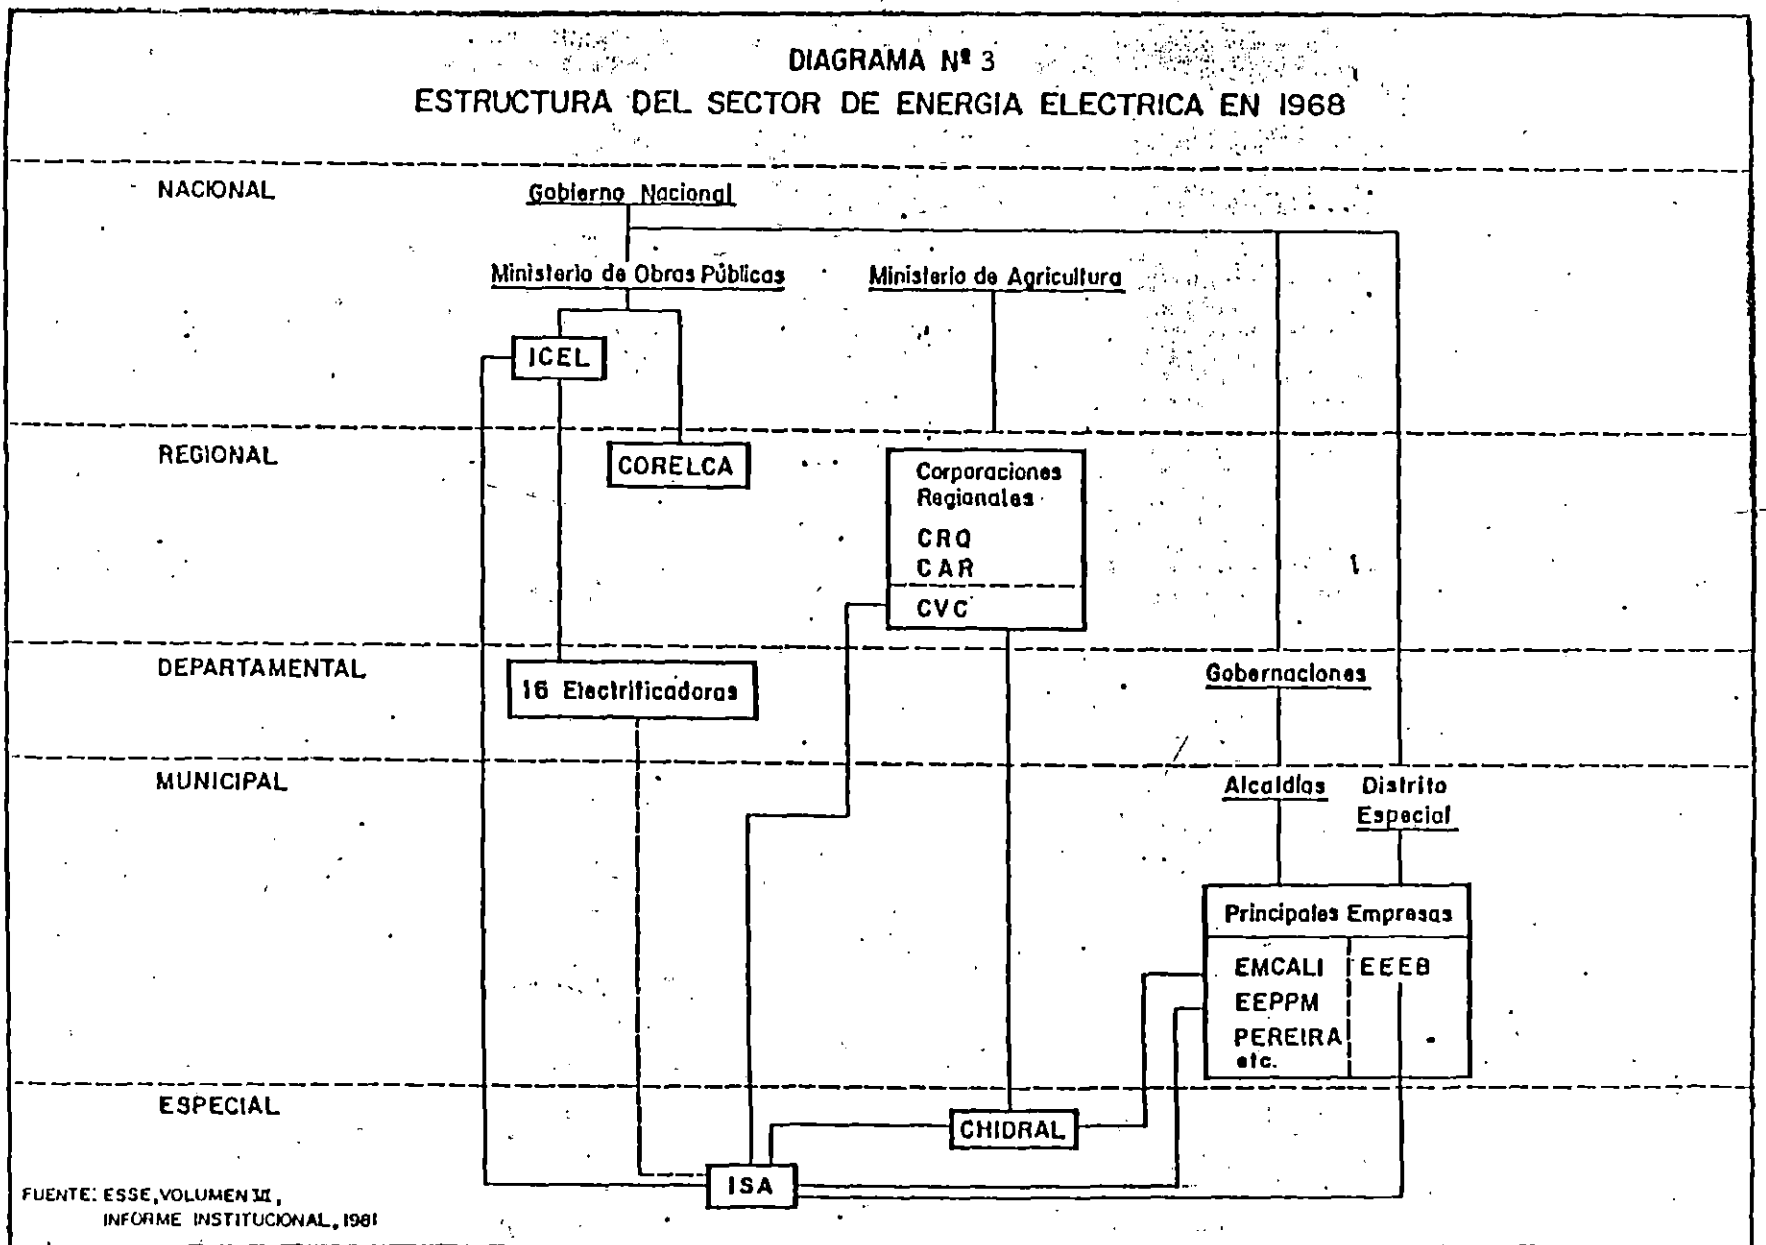 DIAGRAMA Nº 3
ESTRUCTURA DEL SECTOR DE ENERGIA ELECTRICA EN 1968
NACIONAL
Gobierno Nacional
Ministerio de Obras Públicas
Ministerio de Agricultura
ICEL
REGIONAL
CORELCA
Corporaciones
Regionales
CRQ
CAR
CVC
DEPARTAMENTAL
16 Electrificadoras
Gobernaciones
MUNICIPAL
Alcaldías
Distrito
Especial
Principales Empresas
EMCALI
EEEB
EEPPM
PEREIRA
etc.
ESPECIAL
CHIDRAL
ISA
FUENTE: ESSE, VOLUMEN
INFORME INSTITUCIONAL, 1981